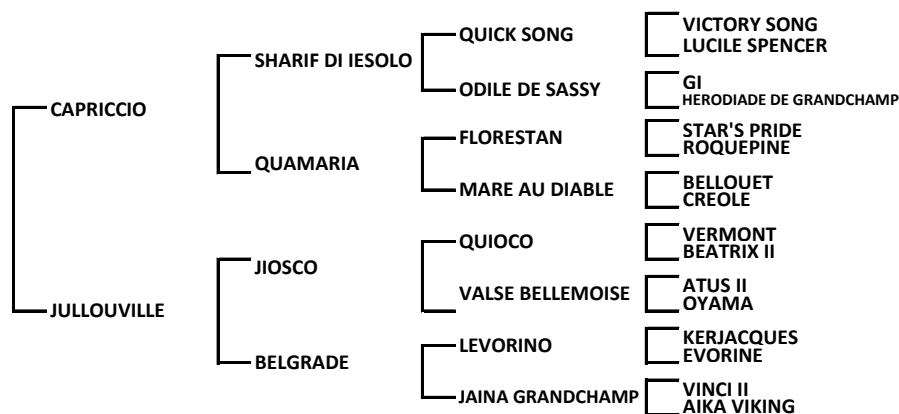 CAPRICCIO
JULLOUVILLE
SHARIF DI IESOLO
QUAMARIA
JIOSCO
BELGRADE
QUICK SONG
ODILE DE SASSY
FLORESTAN
MARE AU DIABLE
QUIOCO
VALSE BELLEMOISE
LEVORINO
JAINA GRANDCHAMP
VICTORY SONG
LUCILE SPENCER
GI
HERODIADE DE GRANDCHAMP
STAR'S PRIDE
ROQUEPINE
BELLOUET
CREOLE
VERMONT
BEATRIX II
ATUS II
OYAMA
KERJACQUES
EVORINE
VINCI II
AIKA VIKING